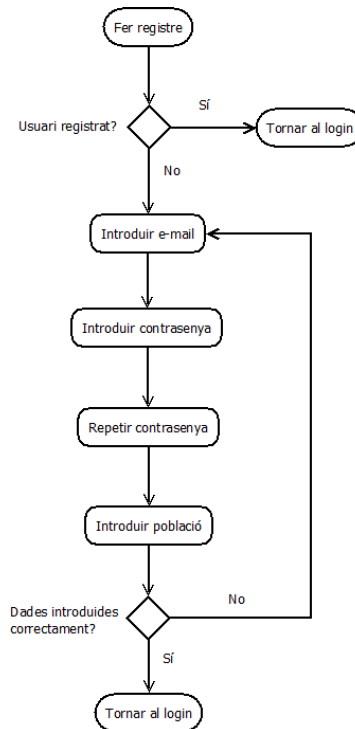 Fer registre
Sí
Usuari registrat?
Tornar al login
No
Introduir e-mail
Introduir contrasenya
Repetir contrasenya
Introduir població
Dades introduides
correctament?
No
Sí
Tornar al login